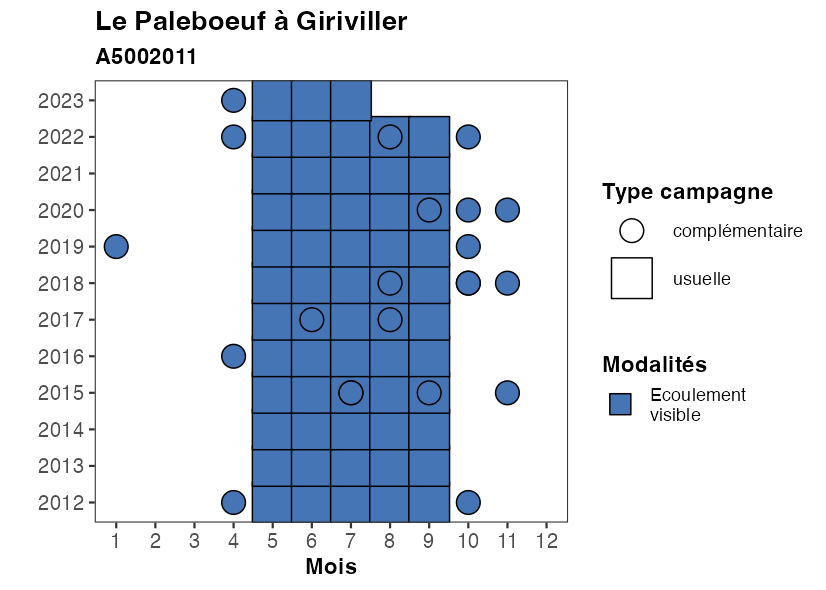 Le Paleboeuf à Giriviller
A5002011
2023
2022
2021
2020
2019
2018
2017
2016
2015
2014
2013
2012
1 2 3 4 5 6 7 8 9 10 11 12
Mois
Type campagne
complémentaire
usuelle
Modalités
Ecoulement
visible